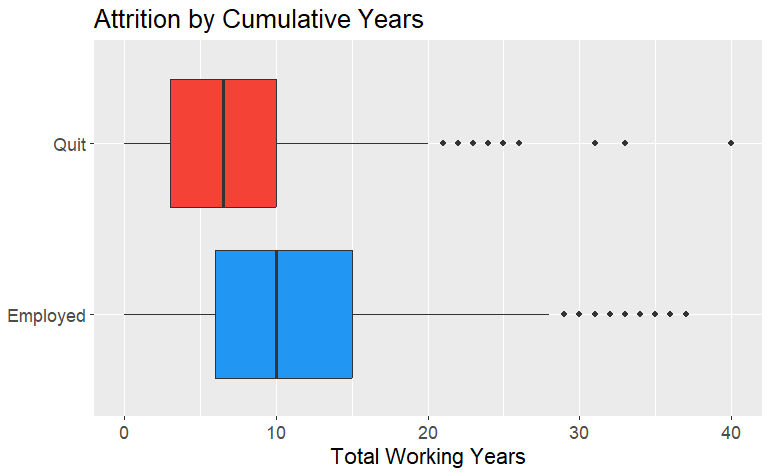 Attrition by Cumulative Years
Quit
Employed
0 10 20 30 40
Total Working Years